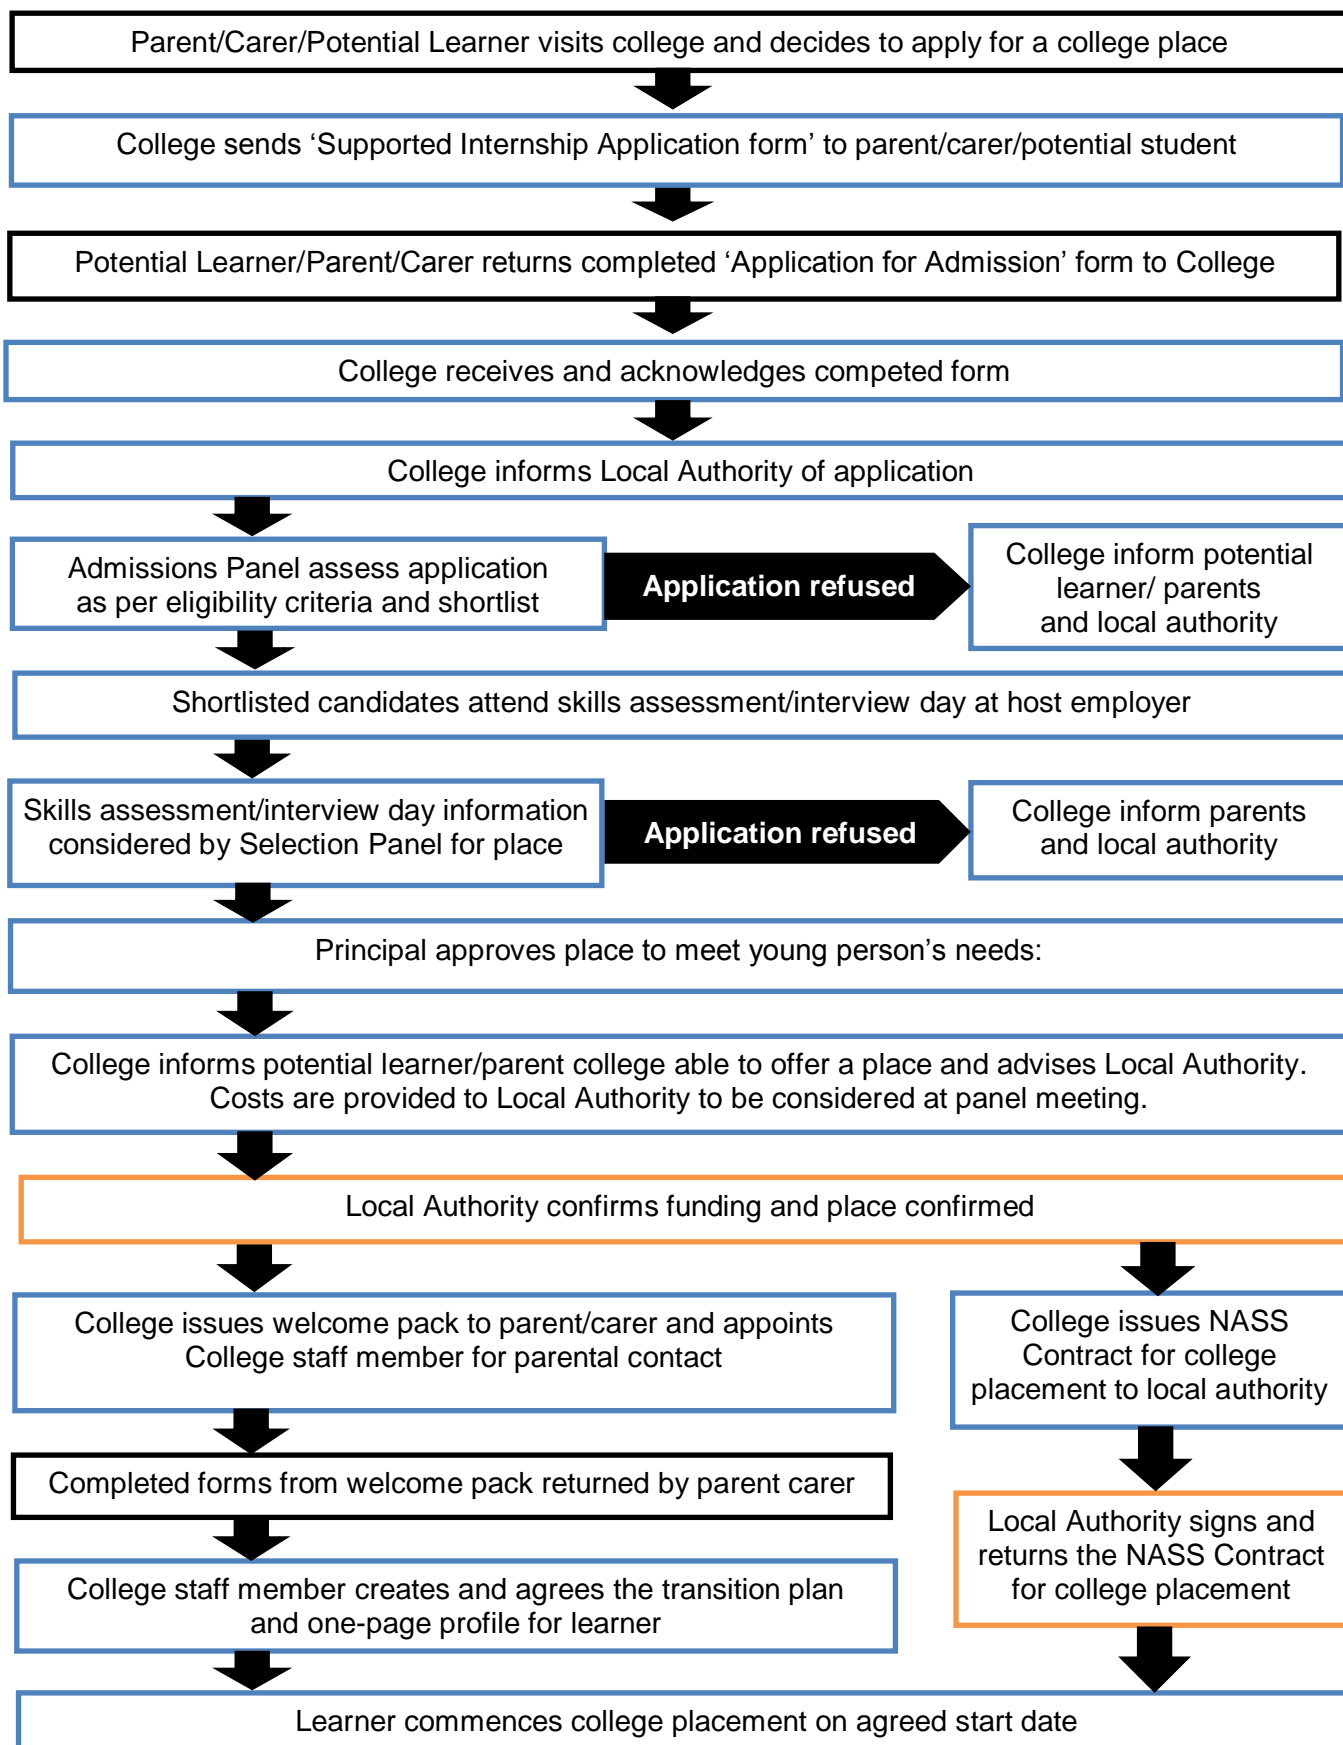 Parent/Carer/Potential Learner visits college and decides to apply for a college place
College sends ‘Supported Internship Application form’ to parent/carer/potential student
Potential Learner/Parent/Carer returns completed ‘Application for Admission’ form to College
College receives and acknowledges competed form
College informs Local Authority of application
Admissions Panel assess application
as per eligibility criteria and shortlist
Application refused
College inform potential
learner/ parents
and local authority
Shortlisted candidates attend skills assessment/interview day at host employer
Skills assessment/interview day information
considered by Selection Panel for place
Application refused
College inform parents
and local authority
Principal approves place to meet young person’s needs:
College informs potential learner/parent college able to offer a place and advises Local Authority.
Costs are provided to Local Authority to be considered at panel meeting.
Local Authority confirms funding and place confirmed
College issues welcome pack to parent/carer and appoints
College staff member for parental contact
College issues NASS
Contract for college
placement to local authority
Completed forms from welcome pack returned by parent carer
Local Authority signs and
returns the NASS Contract
for college placement
College staff member creates and agrees the transition plan
and one-page profile for learner
Learner commences college placement on agreed start date